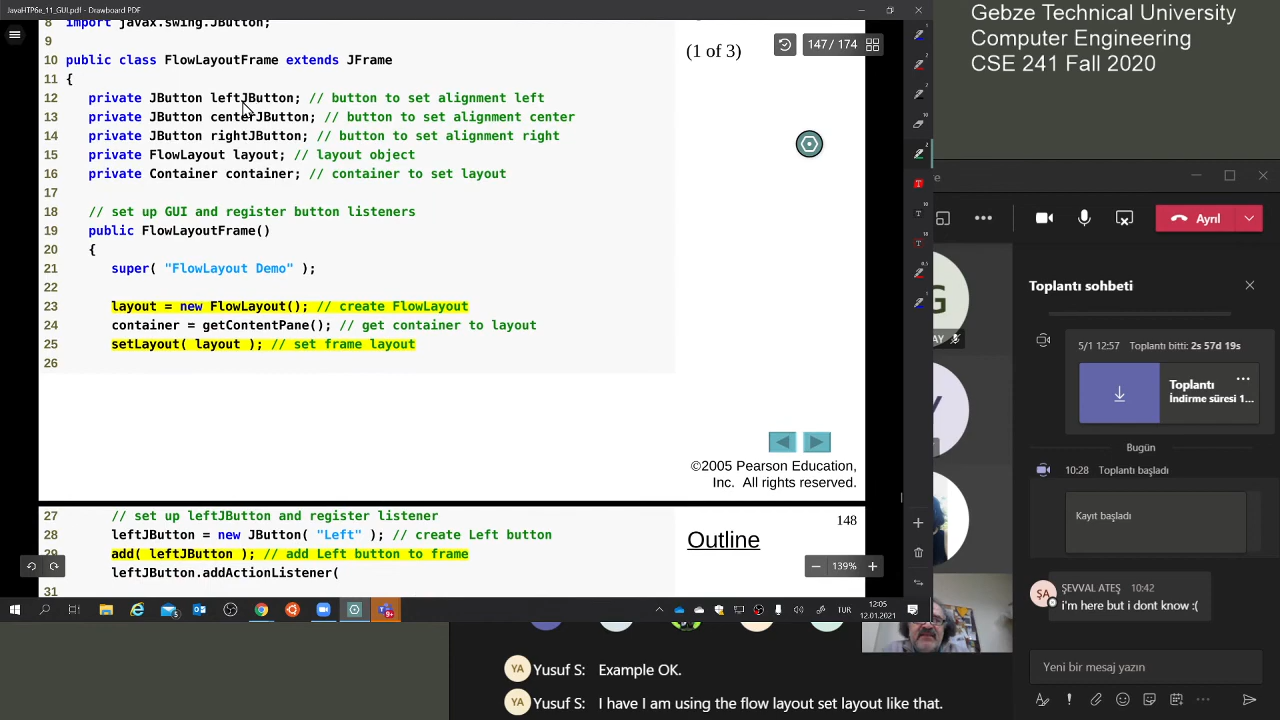 JavaHTP6e_11_GUI.pdf - Drawboard PDF
8 import javax.swing.JButton;
9
10 public class FlowLayoutFrame extends JFrame
11 {
12 private JButton leftJButton; // button to set alignment left
13 private JButton centerJButton; // button to set alignment center
14 private JButton rightJButton; // button to set alignment right
15 private FlowLayout layout; // layout object
16 private Container container; // container to set layout
17
18 // set up GUI and register button listeners
19 public FlowLayoutFrame()
20 {
21 super( "FlowLayout Demo" );
22
23 layout = new FlowLayout(); // create FlowLayout
24 container = getContentPane(); // get container to layout
25 setLayout( layout ); // set frame layout
26
(1 of 3)
147 / 174
©2005 Pearson Education,
Inc. All rights reserved.
27 // set up leftJButton and register listener
28 leftJButton = new JButton( "Left" ); // create Left button
29 add( leftJButton ); // add Left button to frame
leftJButton.addActionListener(
31
148
Outline
139%
TUR
12:05
12.01.2021
Gebze Technical University
Computer Engineering
CSE 241 Fall 2020
Ayrıl
Toplantı sohbeti
5/1 12:57 Toplantı bitti: 2s 57d 19s
Toplantı
İndirme süresi 1...
Bugün
10:28 Toplantı başladı
Kayıt başladı
ŞA
ŞEVVAL ATEŞ 10:42
i'm here but i dont know :(
Yeni bir mesaj yazın
YA Yusuf S: Example OK.
YA Yusuf S: I have I am using the flow layout set layout like that.